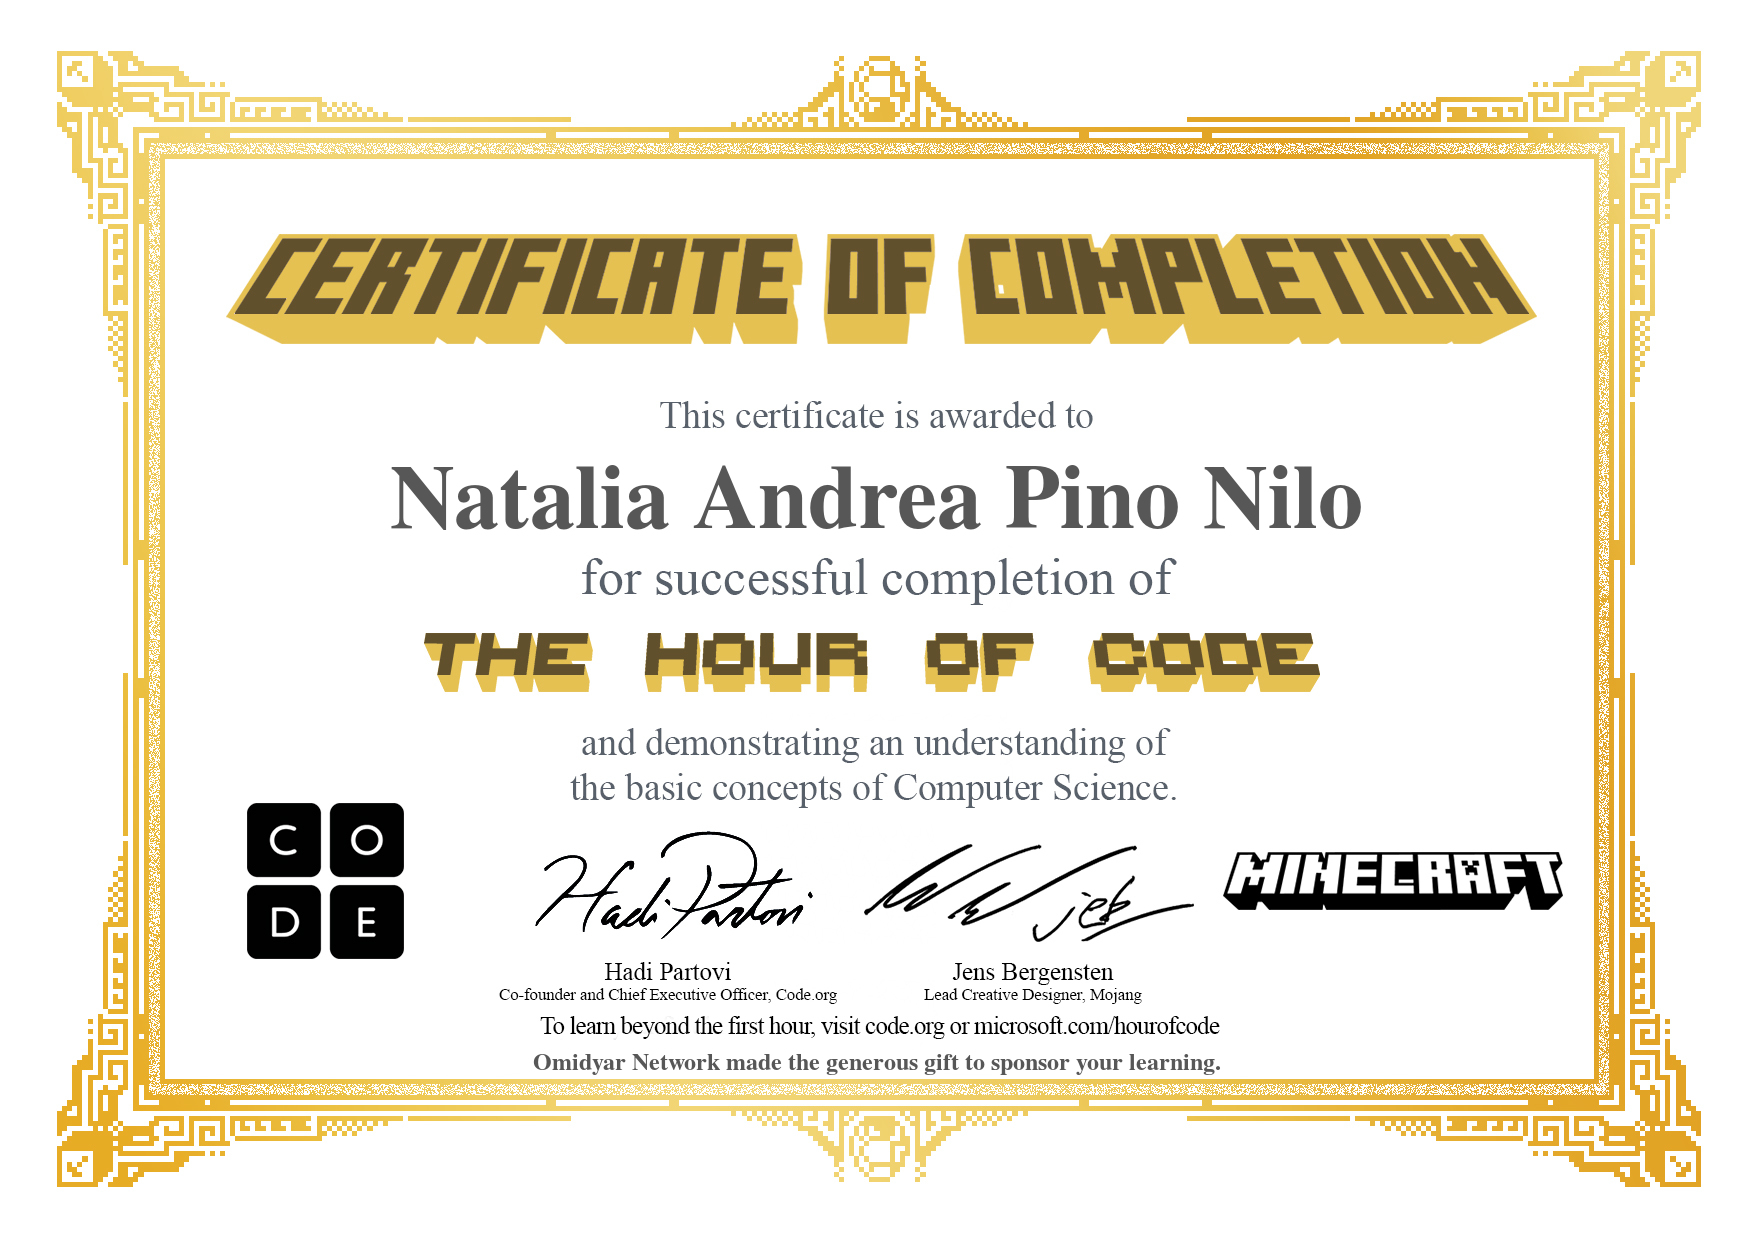 CERTIFICATE OF COMPLETION
This certificate is awarded to
Natalia Andrea Pino Nilo
for successful completion of
THE HOUR OF CODE
and demonstrating an understanding of
the basic concepts of Computer Science.
C O
D E
Hadi Partovi
jeb
MINECRAFT
Hadi Partovi
Co-founder and Chief Executive Officer, Code.org
Jens Bergensten
Lead Creative Designer, Mojang
To learn beyond the first hour, visit code.org or microsoft.com/hourofcode
Omidyar Network made the generous gift to sponsor your learning.